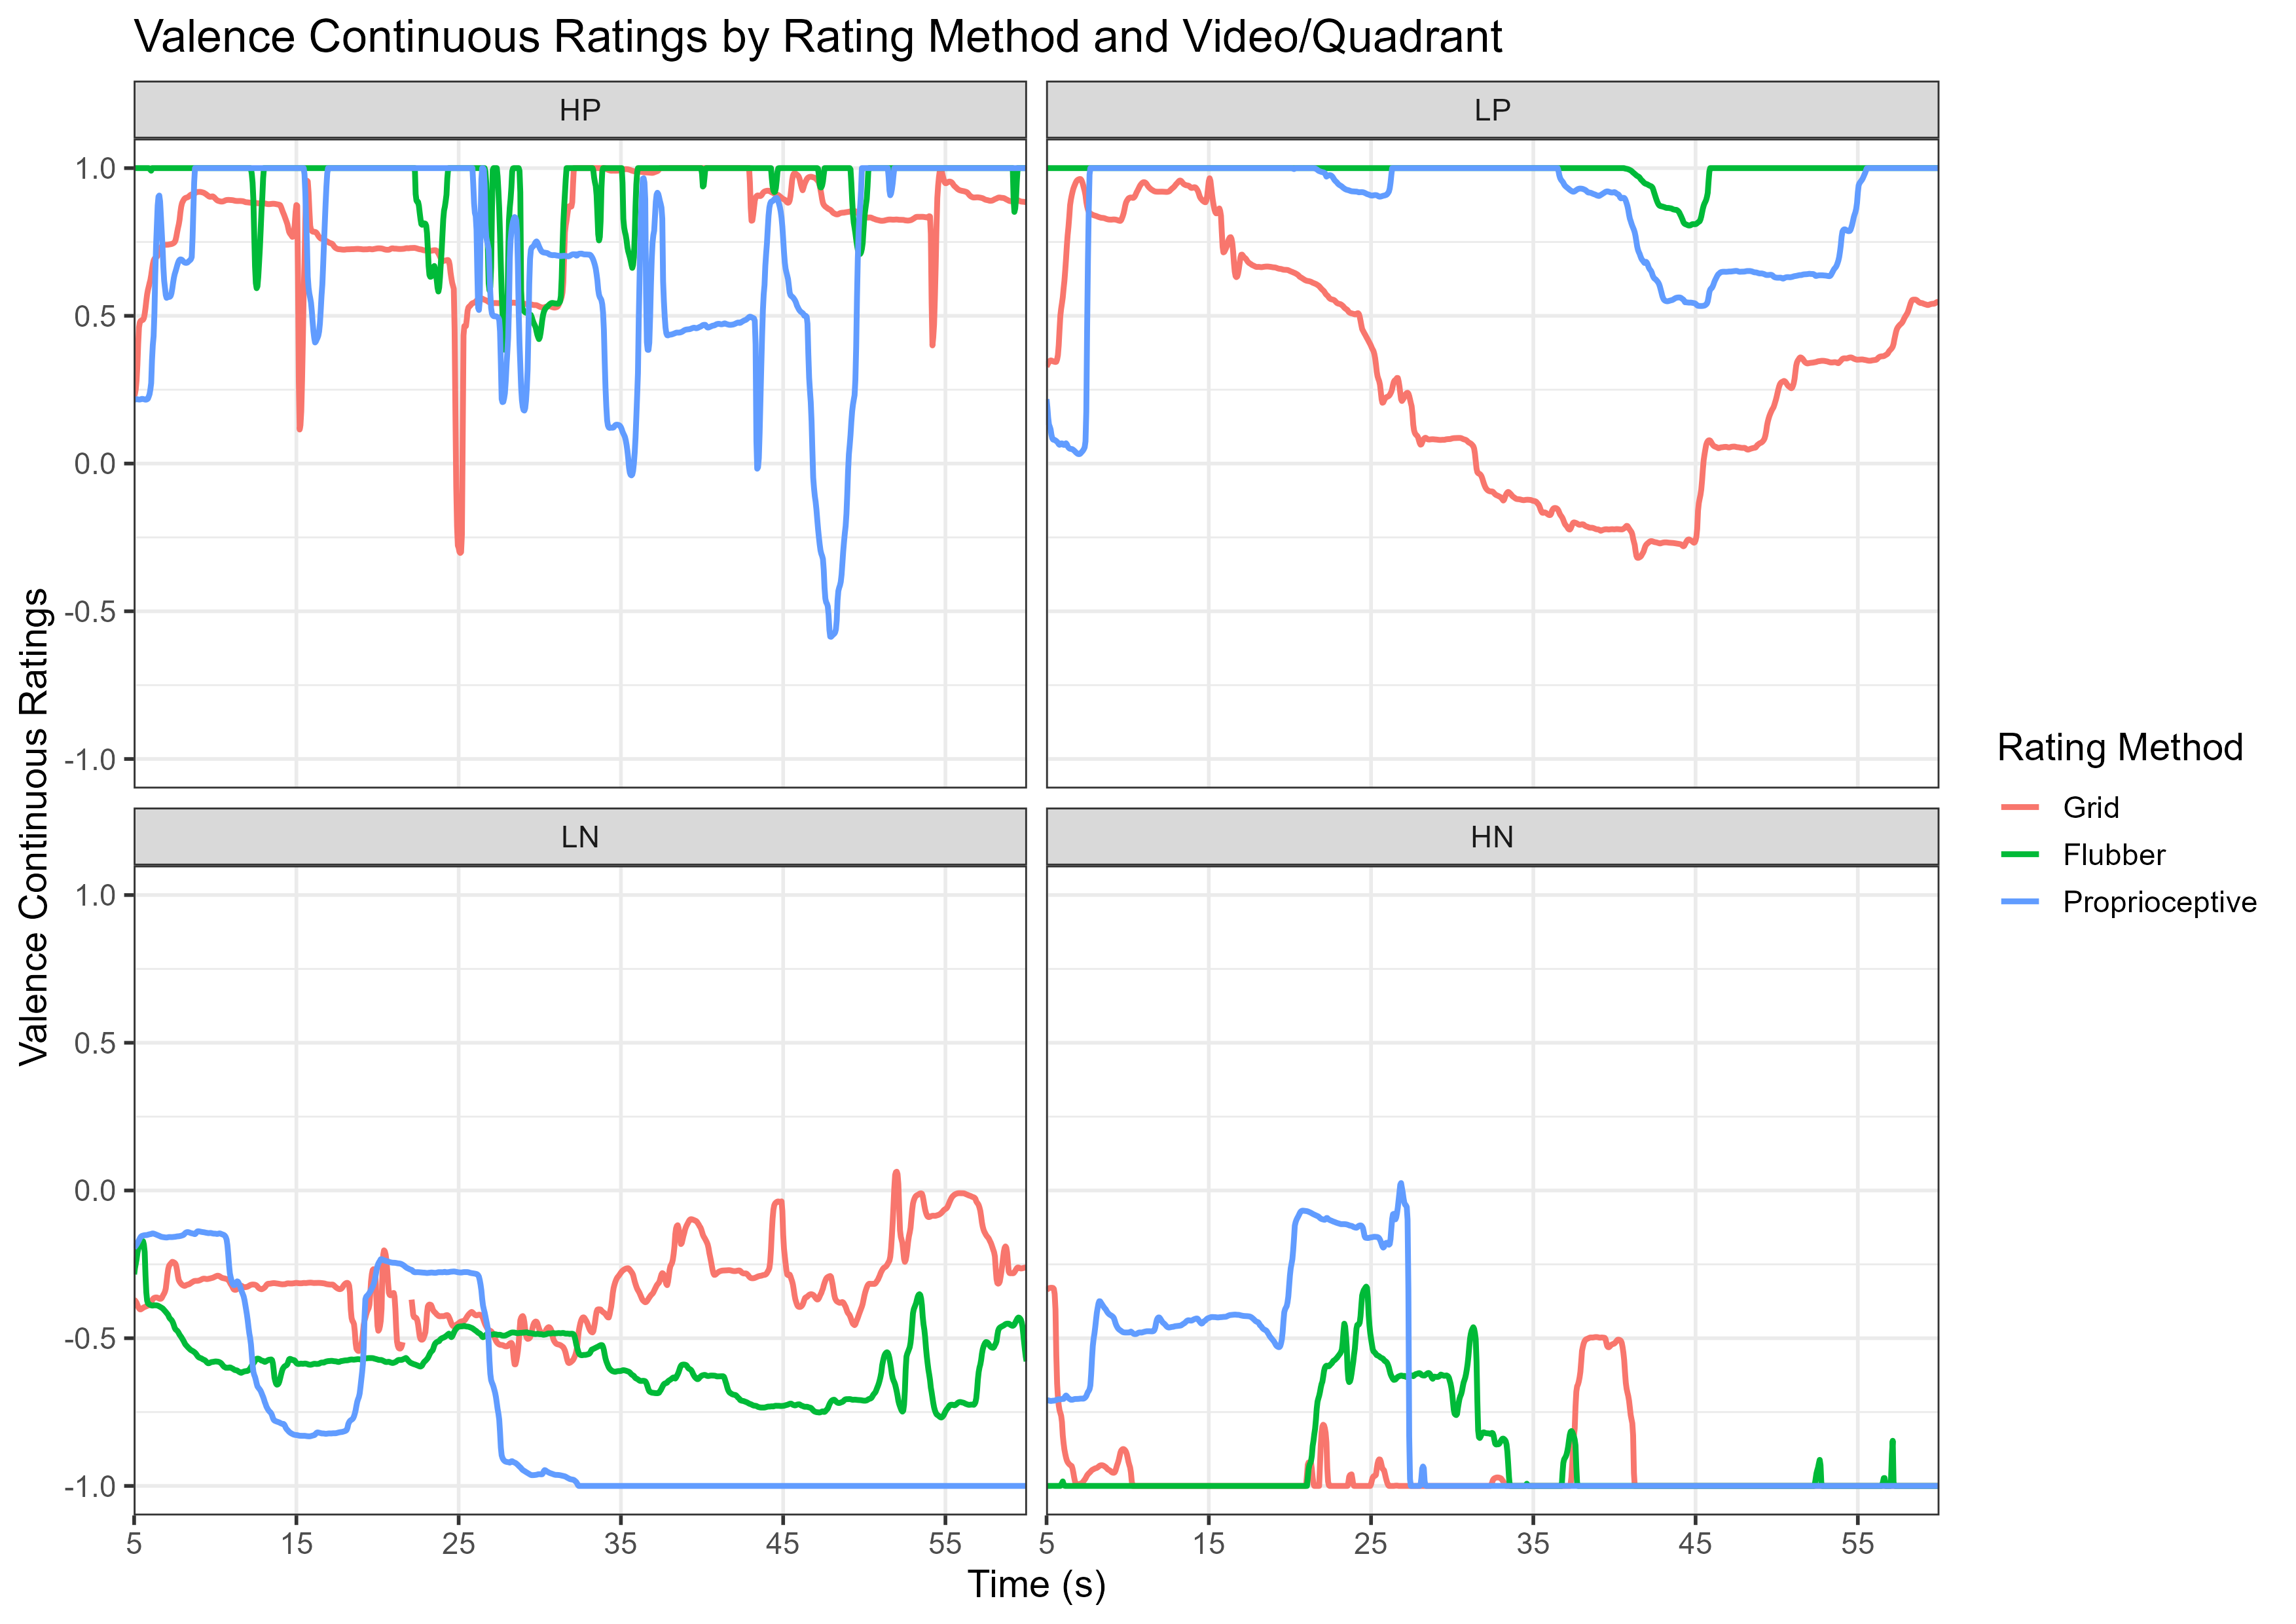 Valence Continuous Ratings by Rating Method and Video/Quadrant
HP
LP
1.0
0.5
0.0
-0.5
-1.0
LN
HN
1.0
0.5
0.0
-0.5
-1.0
5 15 25 35 45 55
5 15 25 35 45 55
Time (s)
Valence Continuous Ratings
Rating Method
Grid
Flubber
Proprioceptive